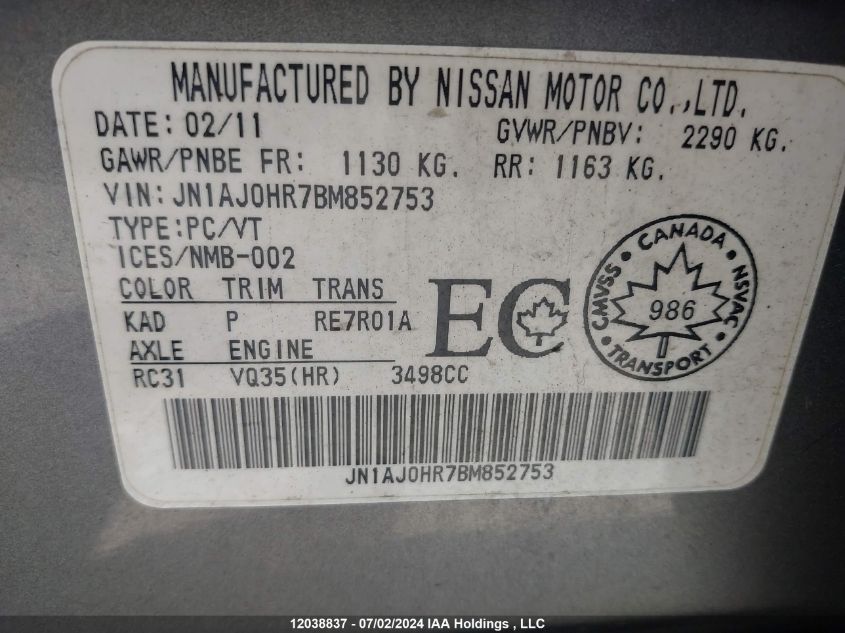 MANUFACTURED BY NISSAN MOTOR CO.,LTD.
DATE: 02/11 GVWR/PNBV: 2290 KG.
GAWR/PNBE FR: 1130 KG. RR: 1163 KG.
VIN: JN1AJ0HR7BM852753
TYPE:PC/VT
ICES/NMB-002
COLOR TRIM TRANS
KAD P RE7R01A
AXLE ENGINE
RC31 VQ35(HR) 3498CC
EC
CANADA
CMVSS
NSVAC
986
TRANSPORT
JN1AJ0HR7BM852753
12038837 - 07/02/2024 IAA Holdings , LLC